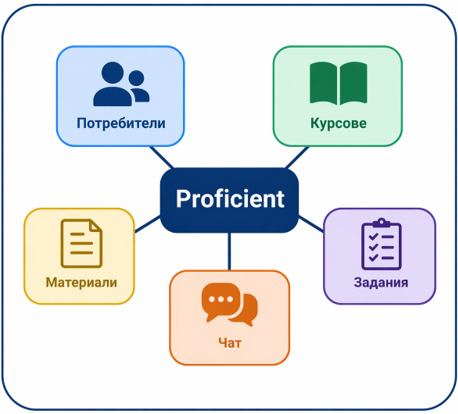 Потребители
Курсове
Proficient
Материали
Задания
Чат